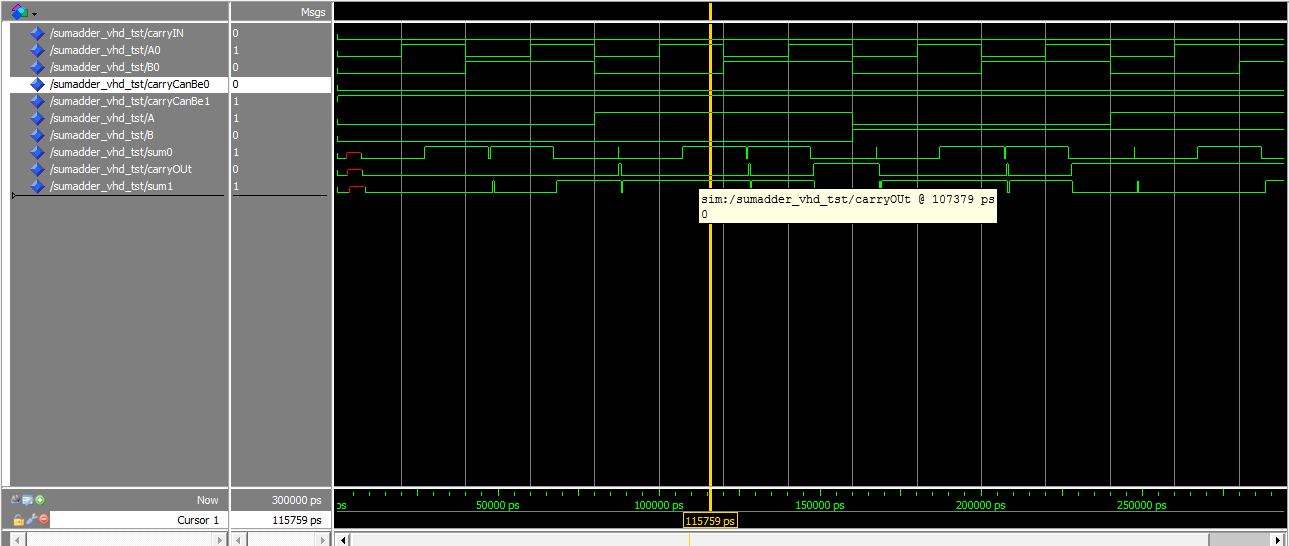 Msgs
/sumadder_vhd_tst/carryIN 0
/sumadder_vhd_tst/A0 1
/sumadder_vhd_tst/B0 0
/sumadder_vhd_tst/carryCanBe0 0
/sumadder_vhd_tst/carryCanBe1 1
/sumadder_vhd_tst/A 1
/sumadder_vhd_tst/B 0
/sumadder_vhd_tst/sum0 1
/sumadder_vhd_tst/carryOUt 0
/sumadder_vhd_tst/sum1 1
sim:/sumadder_vhd_tst/carryOUt @ 107379 ps
0
Now 300000 ps ps 50000 ps 100000 ps 150000 ps 200000 ps 250000 ps
Cursor 1 115759 ps 115759 ps